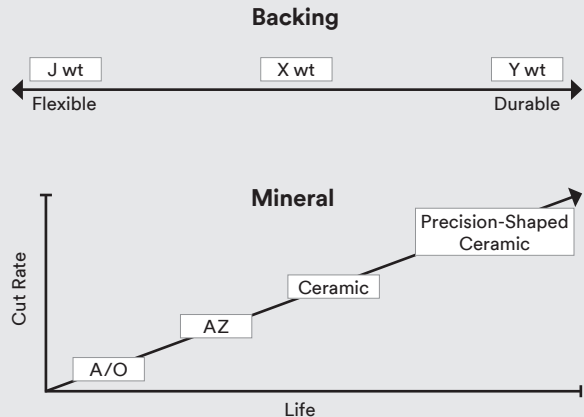 Backing
J wt X wt Y wt
Flexible Durable
Mineral
Cut Rate
Precision-Shaped
Ceramic
Ceramic
AZ
A/O
Life